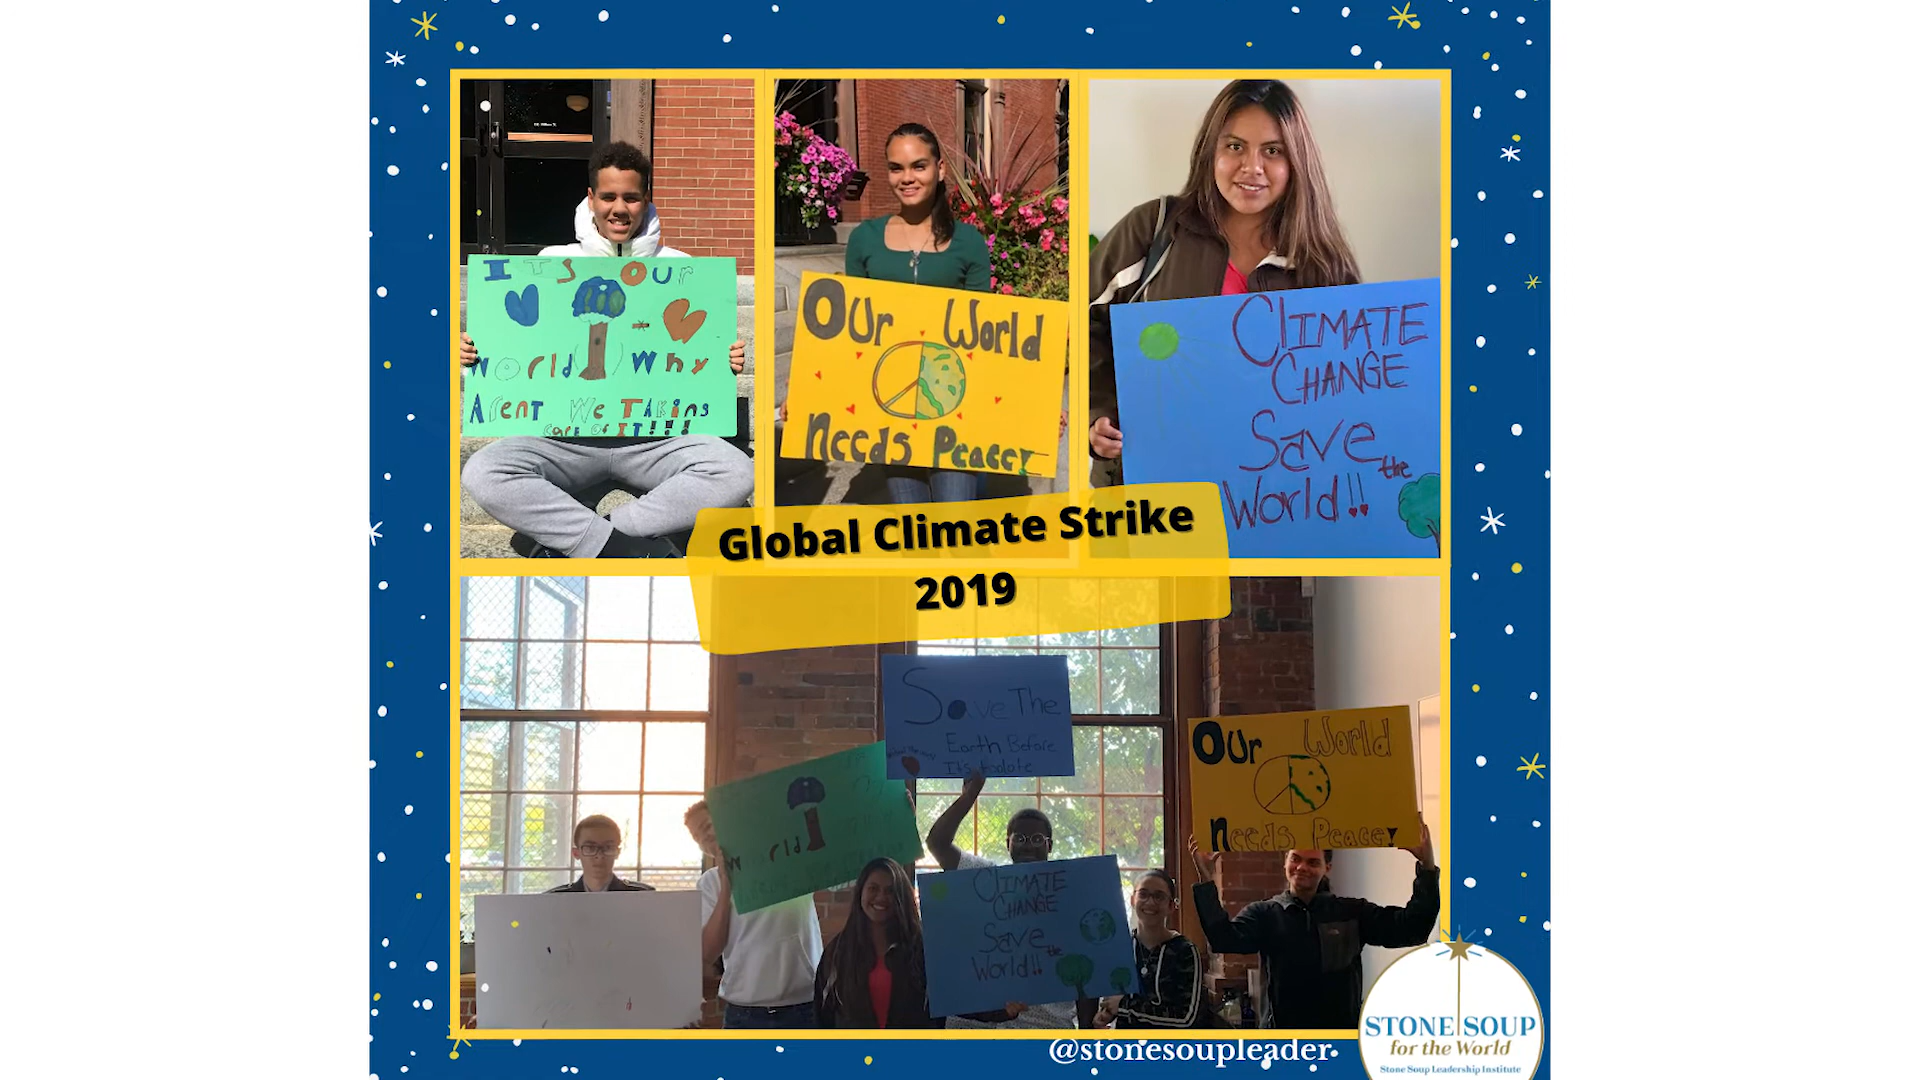 IT'S OUr
World Why
Arent We TAKing
care of IT!!!
OUr World
Needs Peace!
CLIMATE
CHANGE
Save the
World!!
Global Climate Strike
2019
Save The
Earth Before
It's toolate
OUr World
Needs Peace!
World
CLIMATE
CHANGE
Save the
World!!
@stonesoupleader
STONE SOUP
for the World
Stone Soup Leadership Institute